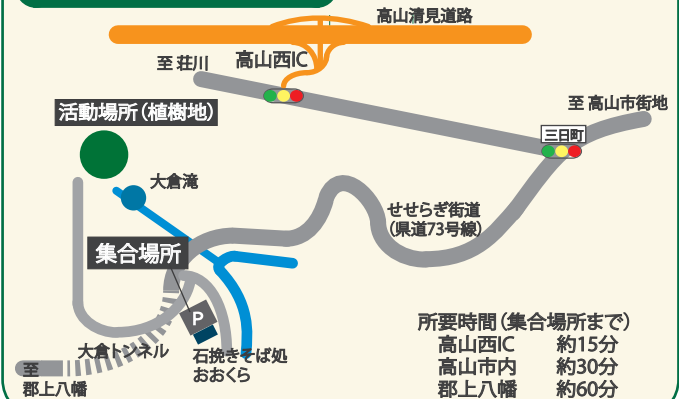 高山清見道路
至 荘川
高山西IC
至 高山市街地
活動場所(植樹地)
三日町
大倉滝
せせらぎ街道
(県道73号線)
集合場所
P
大倉トンネル
石挽きそば処
おおくら
至
郡上八幡
所要時間(集合場所まで)
高山西IC 約15分
高山市内 約30分
郡上八幡 約60分